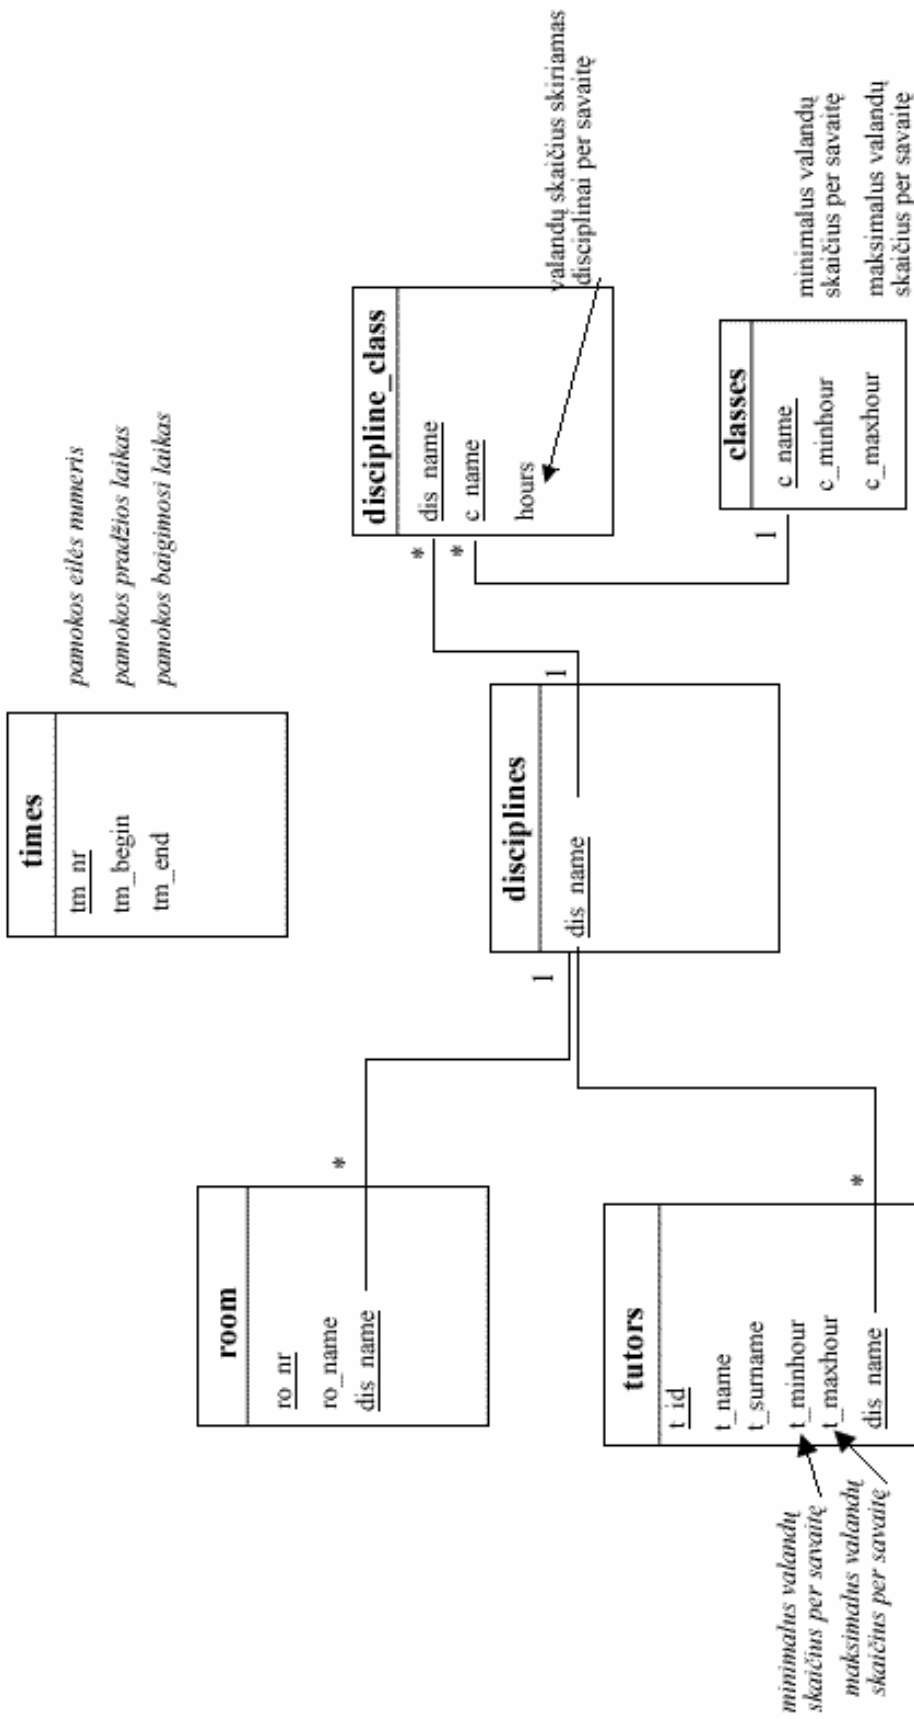 times
tm_nr
tm_begin
tm_end
pamokos eilės numeris
pamokos pradžios laikas
pamokos baigimosi laikas
room
ro_nr
ro_name
dis_name
*
1
disciplines
dis_name
1
*
*
discipline_class
dis_name
c_name
hours
valandų skaičius skiriamas
disciplinai per savaitę
tutors
t_id
t_name
t_surname
t_minhour
t_maxhour
dis_name
*
minimalus valandų
skaičius per savaitę
maksimalus valandų
skaičius per savaitę
1
classes
c_name
c_minhour
c_maxhour
minimalus valandų
skaičius per savaitę
maksimalus valandų
skaičius per savaitę